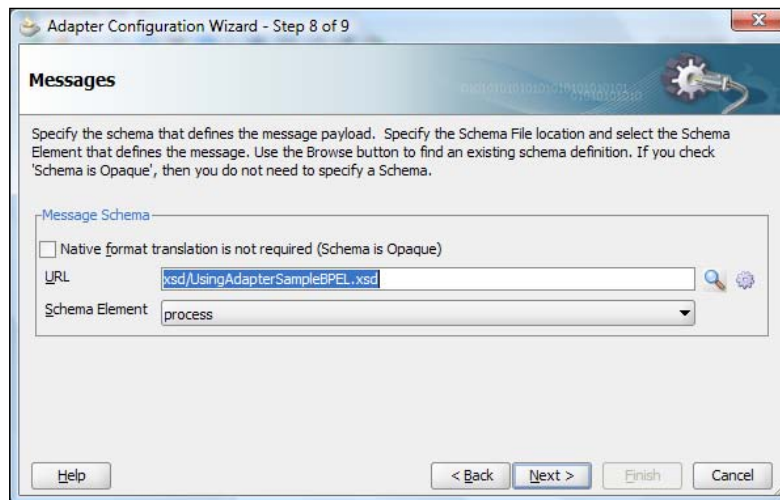 Adapter Configuration Wizard - Step 8 of 9
Messages
Specify the schema that defines the message payload. Specify the Schema File location and select the Schema
Element that defines the message. Use the Browse button to find an existing schema definition. If you check
'Schema is Opaque', then you do not need to specify a Schema.
Message Schema
Native format translation is not required (Schema is Opaque)
URL xsd/UsingAdapterSampleBPEL.xsd
Schema Element process
Help < Back Next > Finish Cancel